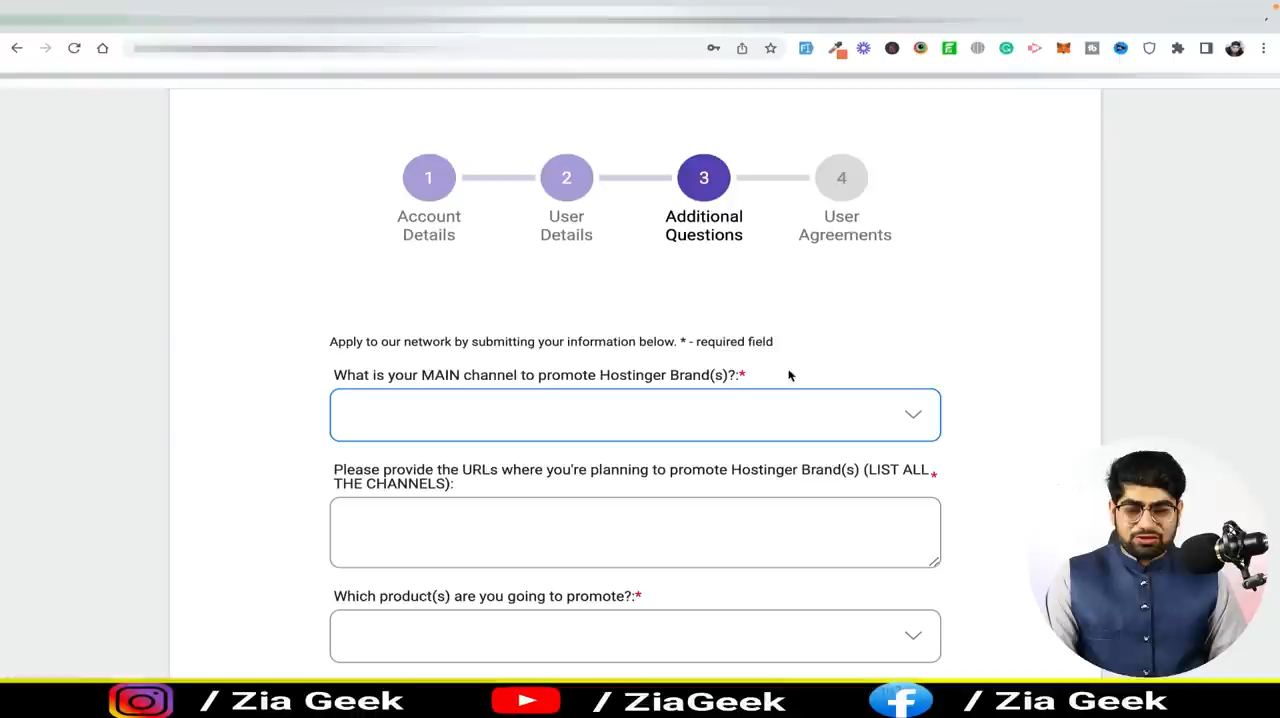 1
2
3
4
Account
Details
User
Details
Additional
Questions
User
Agreements
Apply to our network by submitting your information below. * - required field
What is your MAIN channel to promote Hostinger Brand(s)?:*
Please provide the URLs where you're planning to promote Hostinger Brand(s) (LIST ALL
THE CHANNELS): *
Which product(s) are you going to promote?:*
/ Zia Geek
/ ZiaGeek
/ Zia Geek